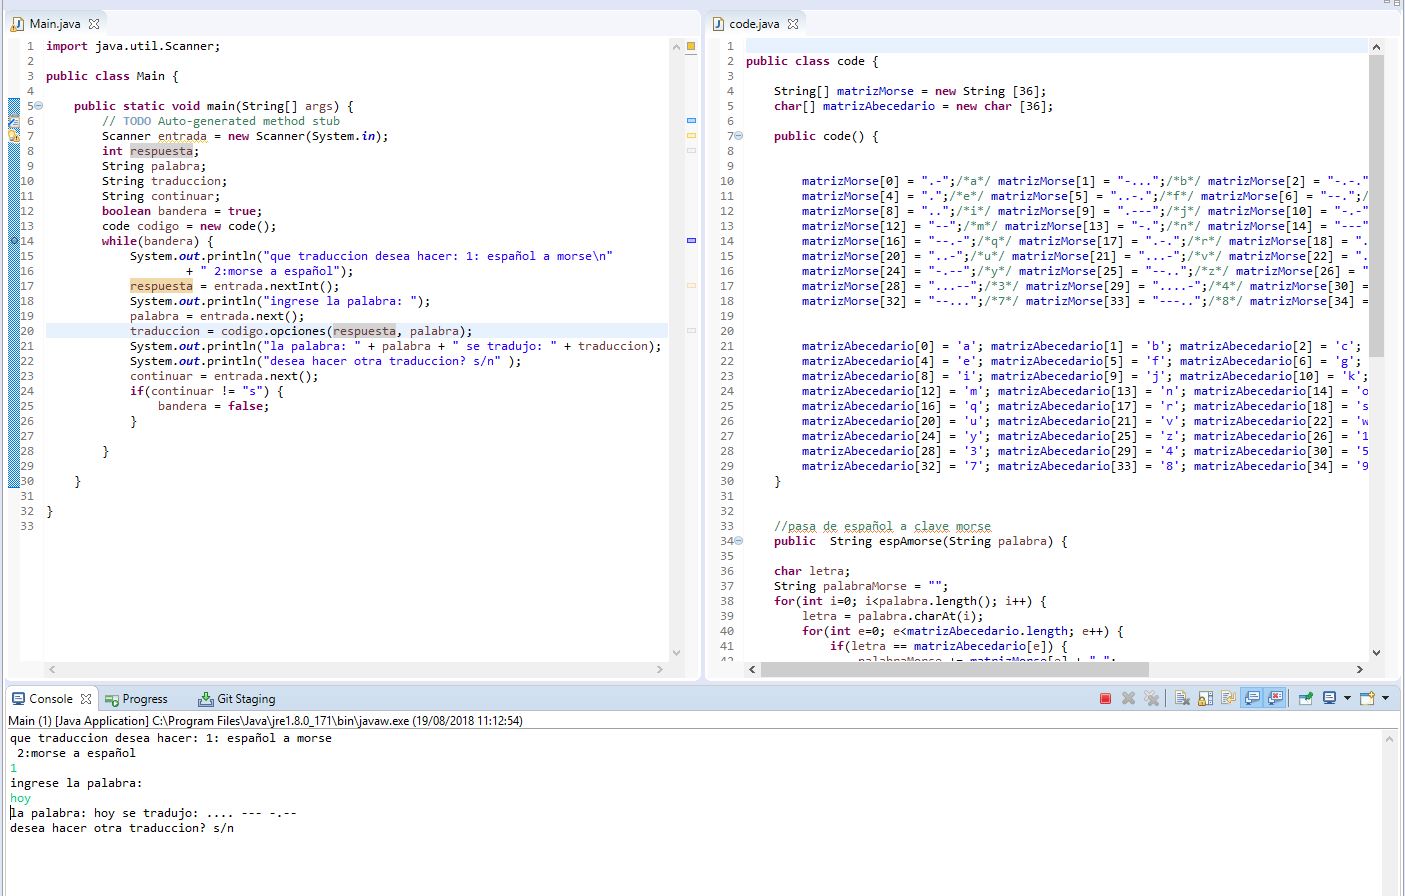 Main.java
1 import java.util.Scanner;
2
3 public class Main {
4
5 public static void main(String[] args) {
6 // TODO Auto-generated method stub
7 Scanner entrada = new Scanner(System.in);
8 int respuesta;
9 String palabra;
10 String traduccion;
11 String continuar;
12 boolean bandera = true;
13 code codigo = new code();
14 while(bandera) {
15 System.out.println("que traduccion desea hacer: 1: español a morse\n"
16 + " 2:morse a español");
17 respuesta = entrada.nextInt();
18 System.out.println("ingrese la palabra: ");
19 palabra = entrada.next();
20 traduccion = codigo.opciones(respuesta, palabra);
21 System.out.println("la palabra: " + palabra + " se tradujo: " + traduccion);
22 System.out.println("desea hacer otra traduccion? s/n" );
23 continuar = entrada.next();
24 if(continuar != "s") {
25 bandera = false;
26 }
27
28 }
29
30 }
31
32 }
33
code.java
1
2 public class code {
3
4 String[] matrizMorse = new String [36];
5 char[] matrizAbecedario = new char [36];
6
7 public code() {
8
9
10 matrizMorse[0] = ".-";/*a*/ matrizMorse[1] = "-...";/*b*/ matrizMorse[2] = "-.-."
11 matrizMorse[4] = ".";/*e*/ matrizMorse[5] = "..-.";/*f*/ matrizMorse[6] = "--.";/
12 matrizMorse[8] = "..";/*i*/ matrizMorse[9] = ".---";/*j*/ matrizMorse[10] = "-.-"
13 matrizMorse[12] = "--";/*m*/ matrizMorse[13] = "-.";/*n*/ matrizMorse[14] = "---"
14 matrizMorse[16] = "--.-";/*q*/ matrizMorse[17] = ".-.";/*r*/ matrizMorse[18] = ".
15 matrizMorse[20] = "..-";/*u*/ matrizMorse[21] = "...-";/*v*/ matrizMorse[22] = ".
16 matrizMorse[24] = "-.--";/*y*/ matrizMorse[25] = "--..";/*z*/ matrizMorse[26] = "
17 matrizMorse[28] = "...--";/*3*/ matrizMorse[29] = "....-";/*4*/ matrizMorse[30] =
18 matrizMorse[32] = "--...";/*7*/ matrizMorse[33] = "---..";/*8*/ matrizMorse[34] =
19
20
21 matrizAbecedario[0] = 'a'; matrizAbecedario[1] = 'b'; matrizAbecedario[2] = 'c';
22 matrizAbecedario[4] = 'e'; matrizAbecedario[5] = 'f'; matrizAbecedario[6] = 'g';
23 matrizAbecedario[8] = 'i'; matrizAbecedario[9] = 'j'; matrizAbecedario[10] = 'k';
24 matrizAbecedario[12] = 'm'; matrizAbecedario[13] = 'n'; matrizAbecedario[14] = 'o
25 matrizAbecedario[16] = 'q'; matrizAbecedario[17] = 'r'; matrizAbecedario[18] = 's
26 matrizAbecedario[20] = 'u'; matrizAbecedario[21] = 'v'; matrizAbecedario[22] = 'w
27 matrizAbecedario[24] = 'y'; matrizAbecedario[25] = 'z'; matrizAbecedario[26] = '1
28 matrizAbecedario[28] = '3'; matrizAbecedario[29] = '4'; matrizAbecedario[30] = '5
29 matrizAbecedario[32] = '7'; matrizAbecedario[33] = '8'; matrizAbecedario[34] = '9
30 }
31
32
33 //pasa de español a clave morse
34 public String espAmorse(String palabra) {
35
36 char letra;
37 String palabraMorse = "";
38 for(int i=0; i<palabra.length(); i++) {
39 letra = palabra.charAt(i);
40 for(int e=0; e<matrizAbecedario.length; e++) {
41 if(letra == matrizAbecedario[e]) {
42 palabraMorse += matrizMorse[e] + " ";
Console Progress Git Staging
Main (1) [Java Application] C:\Program Files\Java\jre1.8.0_171\bin\javaw.exe (19/08/2018 11:12:54)
que traduccion desea hacer: 1: español a morse
2:morse a español
1
ingrese la palabra:
hoy
la palabra: hoy se tradujo: .... --- -.--
desea hacer otra traduccion? s/n